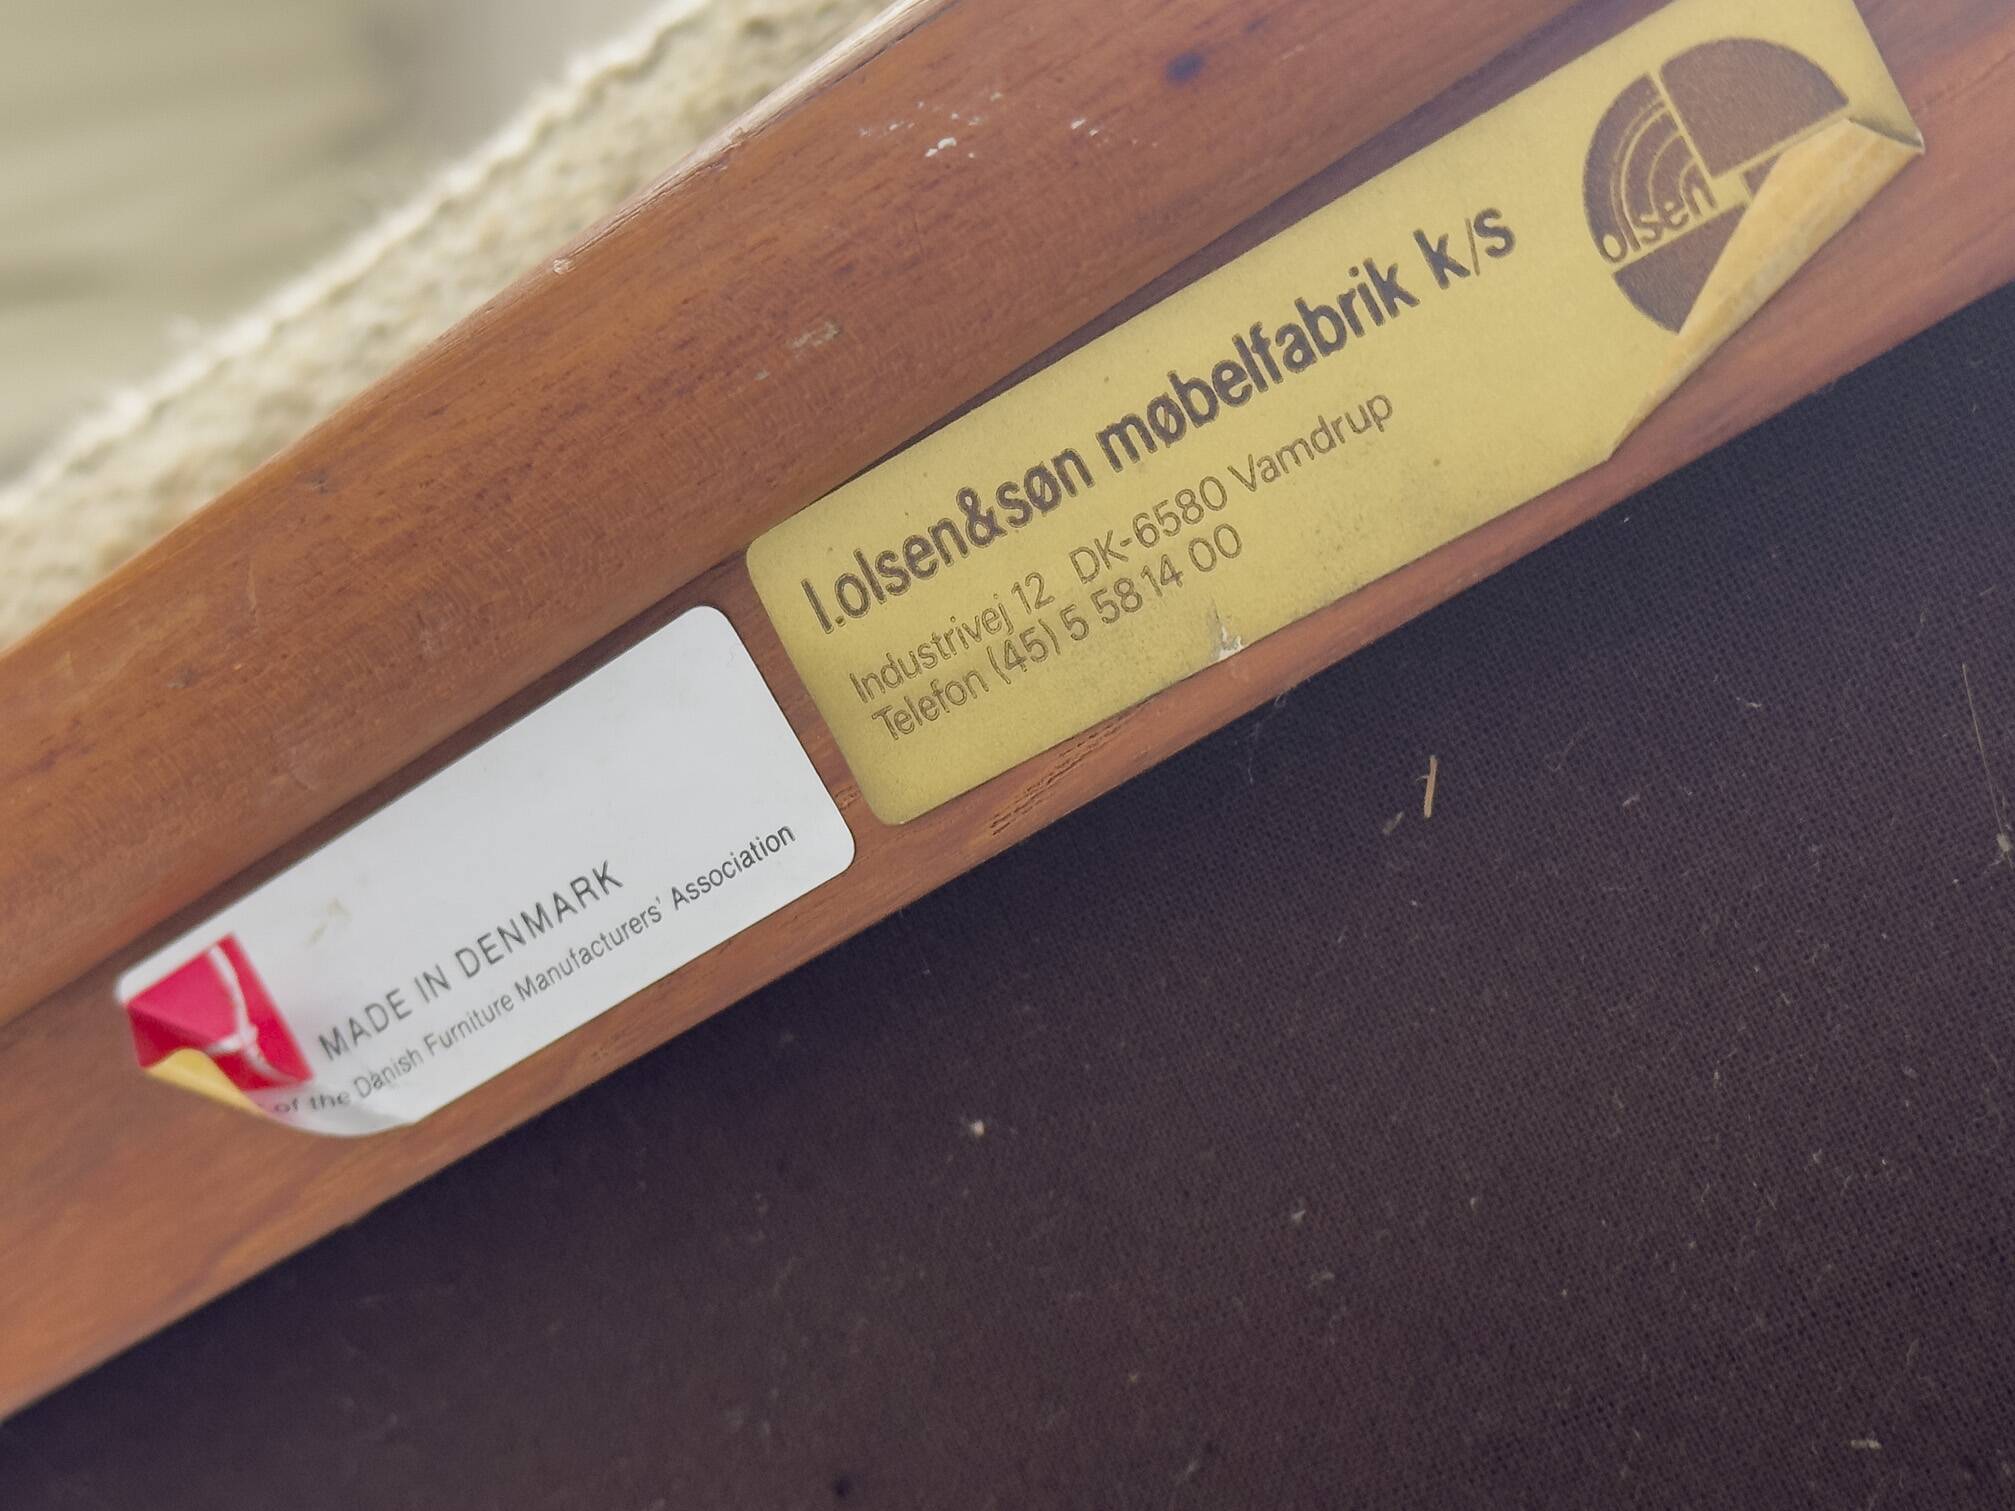 I.olsen&søn møbelfabrik k/s
Industrivej 12 DK-6580 Vamdrup
Telefon (45) 5 58 14 00
olsen
MADE IN DENMARK
of the Danish Furniture Manufacturers' Association